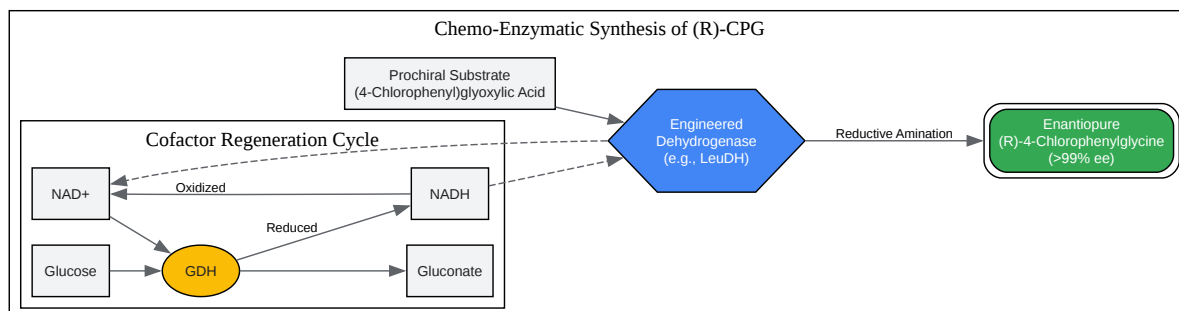 Chemo-Enzymatic Synthesis of (R)-CPG
Prochiral Substrate
(4-Chlorophenyl)glyoxylic Acid
Engineered
Dehydrogenase
(e.g., LeuDH)
Reductive Amination
Enantiopure
(R)-4-Chlorophenylglycine
(>99% ee)
Cofactor Regeneration Cycle
NAD+
Oxidized
NADH
Reduced
Glucose
GDH
Gluconate